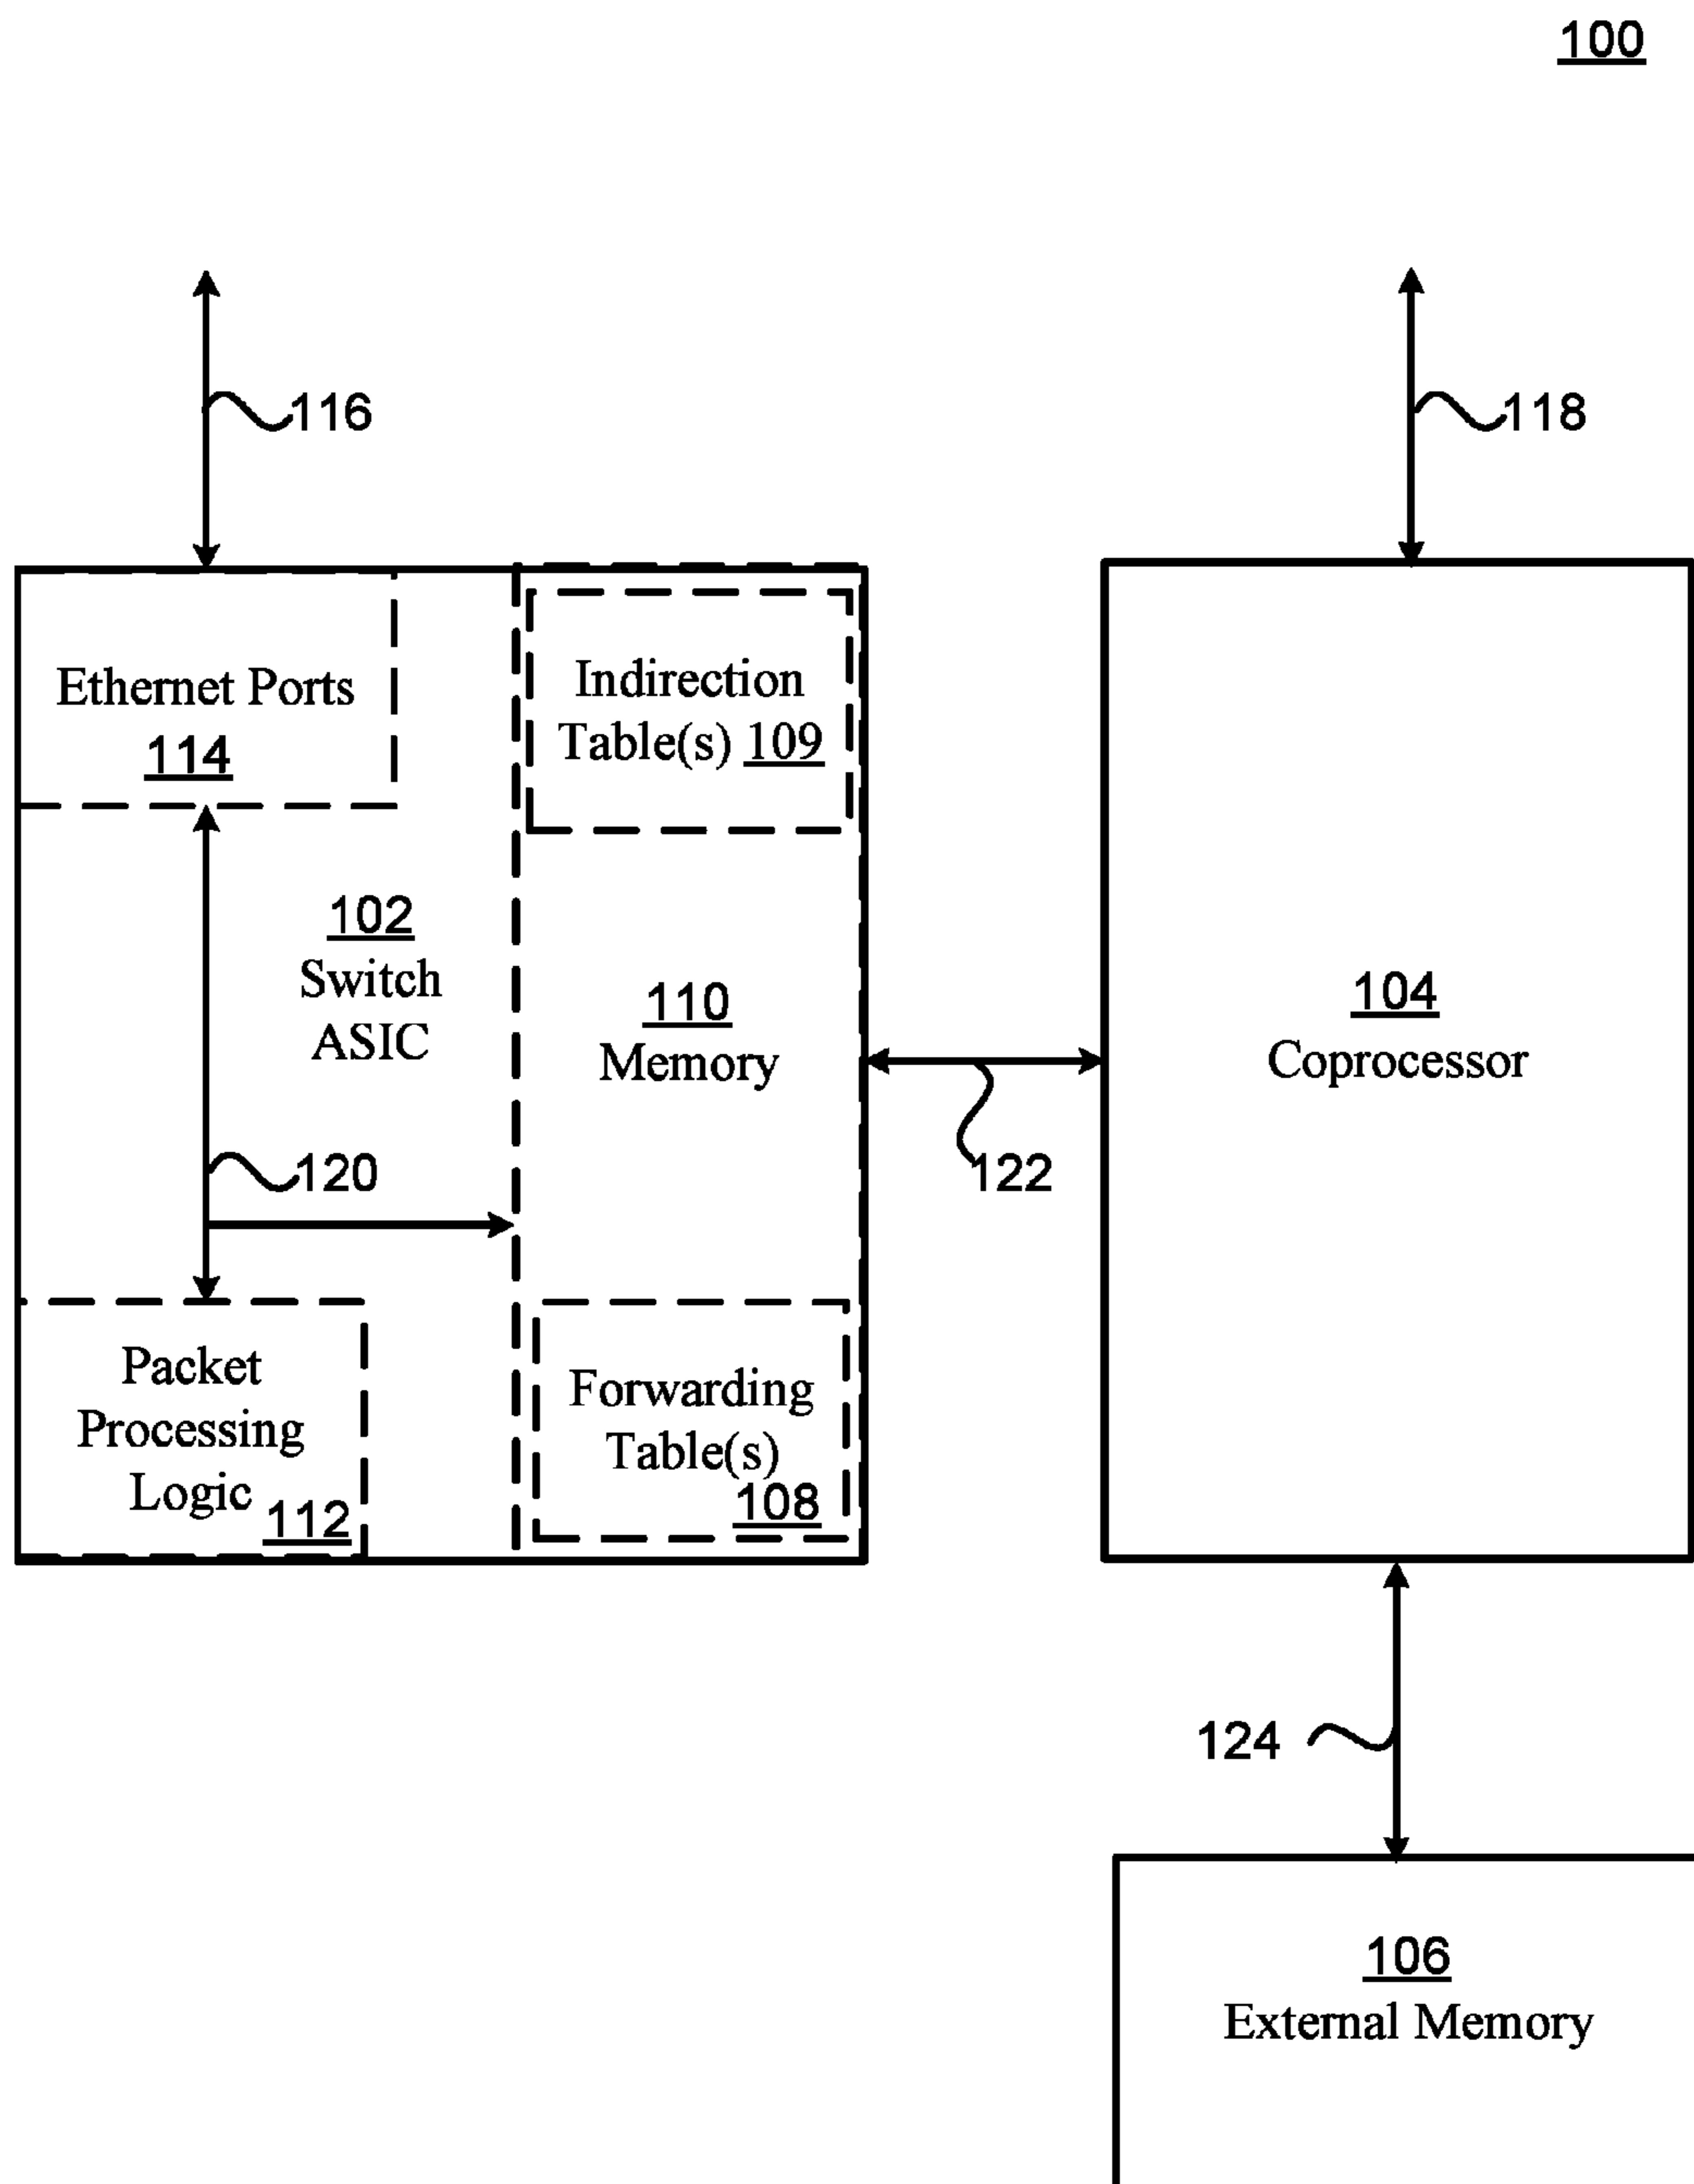 100
116
118
Ethernet Ports
114
Indirection
Table(s) 109
102
Switch
ASIC
110
Memory
104
Coprocessor
120
122
Packet
Processing
Logic
112
Forwarding
Table(s)
108
124
106
External Memory